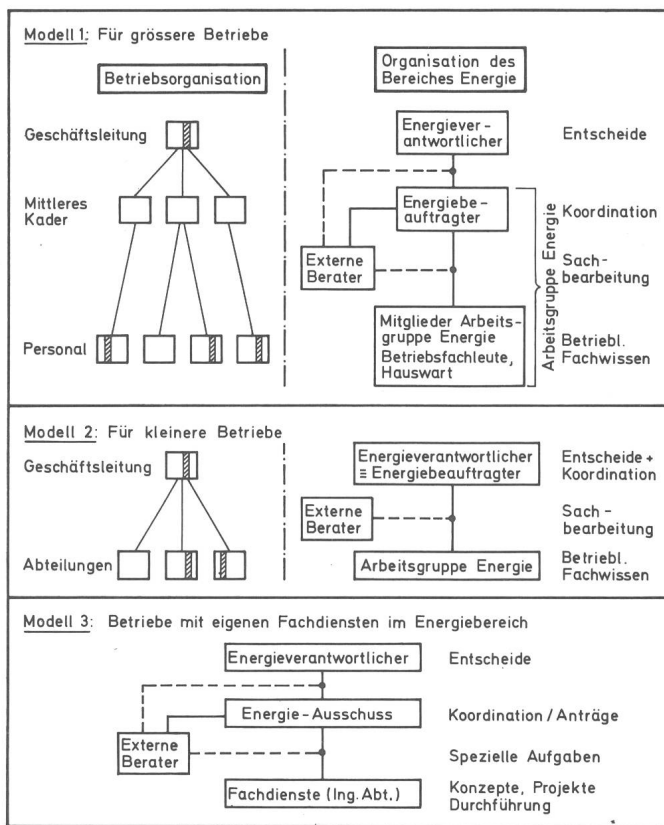 Modell 1: Für grössere Betriebe
Betriebsorganisation
Geschäftsleitung
Mittleres
Kader
Personal
Organisation des
Bereiches Energie
Energiever-
antwortlicher
Entscheide
Energiebe-
auftragter
Koordination
Externe
Berater
Sach-
bearbeitung
Mitglieder Arbeits-
gruppe Energie
Betriebsfachleute,
Hauswart
Betriebl.
Fachwissen
Arbeitsgruppe Energie
Modell 2: Für kleinere Betriebe
Geschäftsleitung
Abteilungen
Energieverantwortlicher
≡ Energiebeauftragter
Entscheide +
Koordination
Externe
Berater
Sach-
bearbeitung
Arbeitsgruppe Energie
Betriebl.
Fachwissen
Modell 3: Betriebe mit eigenen Fachdiensten im Energiebereich
Energieverantwortlicher
Entscheide
Energie-Ausschuss
Koordination / Anträge
Externe
Berater
Spezielle Aufgaben
Fachdienste (Ing. Abt.)
Konzepte, Projekte
Durchführung